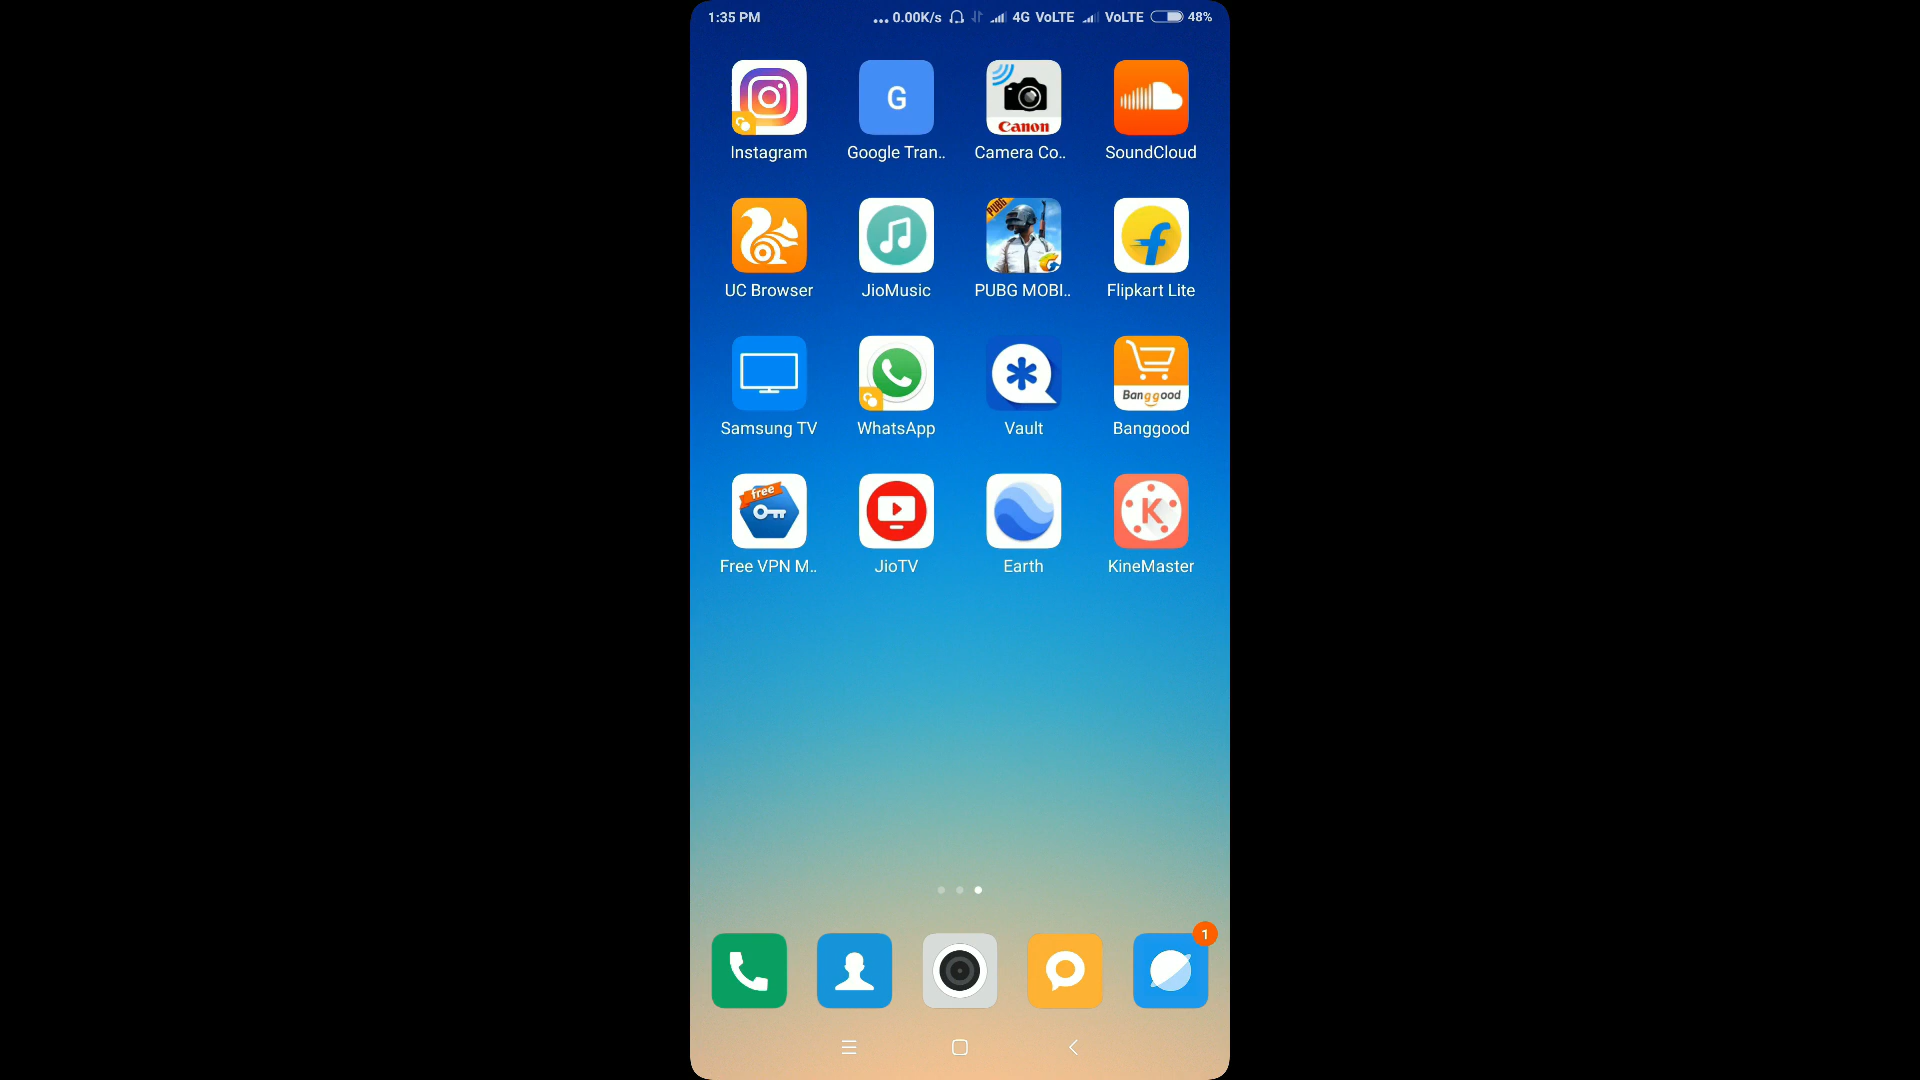 1:35 PM ... 0.00K/s 4G VoLTE VoLTE 48%
G Canon
Instagram Google Tran.. Camera Co.. SoundCloud
PUBG
UC Browser JioMusic PUBG MOBI.. Flipkart Lite
Banggood
Samsung TV WhatsApp Vault Banggood
free K
Free VPN M.. JioTV Earth KineMaster
1